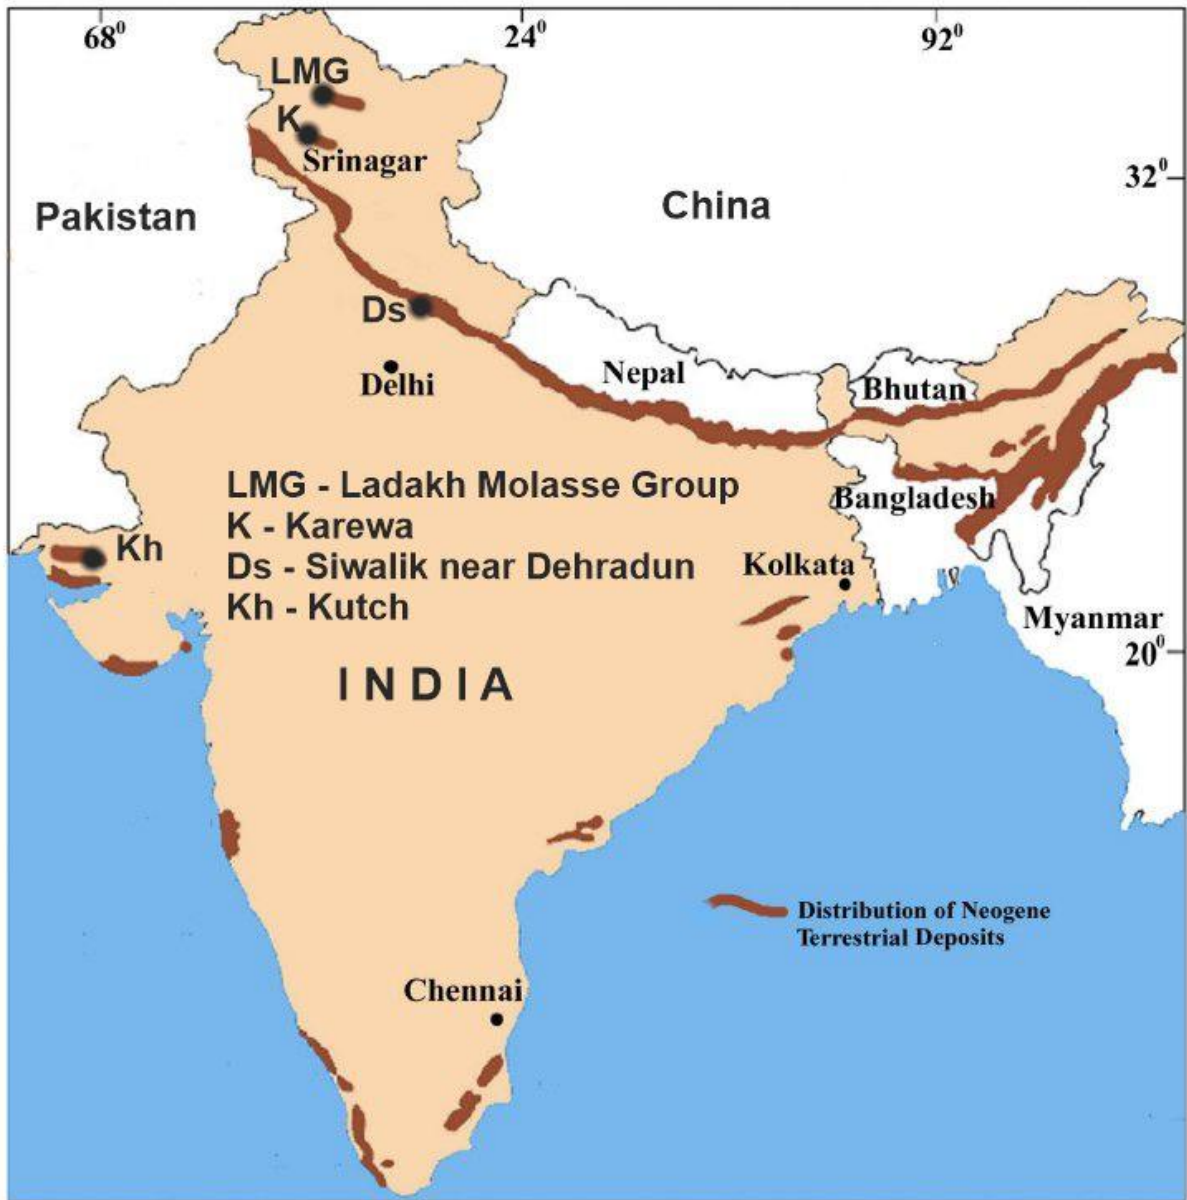 68⁰
24⁰
92⁰
LMG
K
Srinagar
32⁰
Pakistan
China
Ds
Delhi
Nepal
Bhutan
LMG - Ladakh Molasse Group
K - Karewa
Ds - Siwalik near Dehradun
Kh - Kutch
Bangladesh
Kh
Kolkata
Myanmar
20⁰
INDIA
Distribution of Neogene
Terrestrial Deposits
Chennai